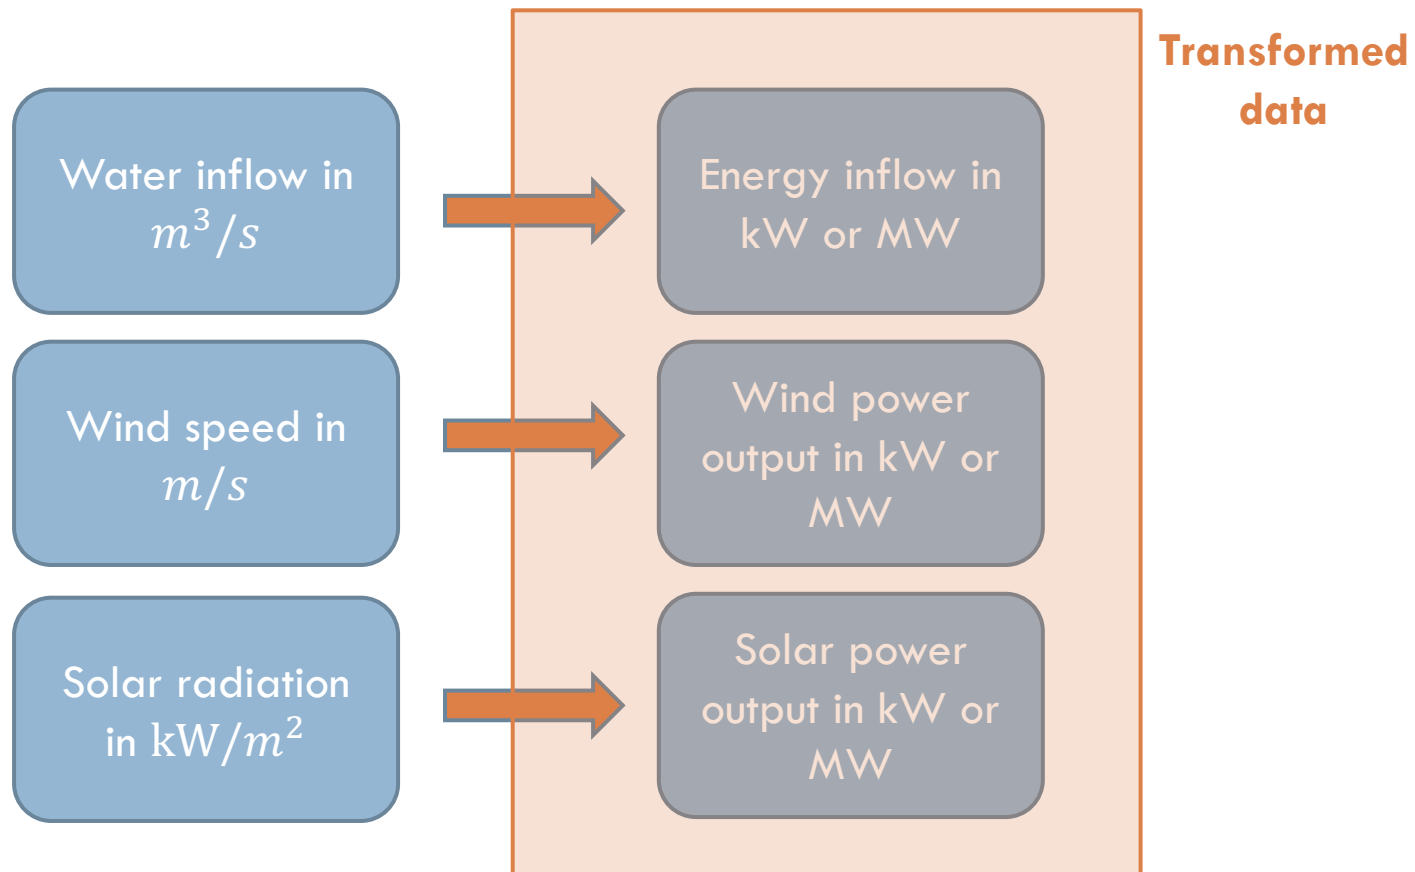 Transformed
data
Water inflow in
m³/s
Energy inflow in
kW or MW
Wind speed in
m/s
Wind power
output in kW or
MW
Solar radiation
in kW/m²
Solar power
output in kW or
MW